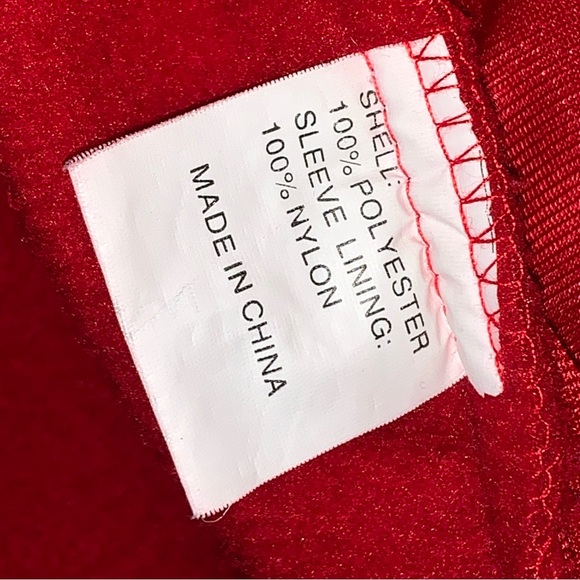 SHELL:
100% POLYESTER
SLEEVE LINING:
100% NYLON
MADE IN CHINA